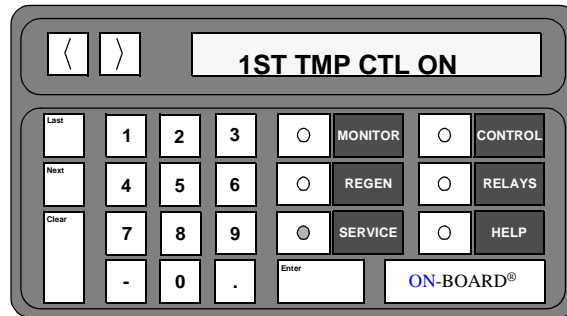 〈 〉 1ST TMP CTL ON
Last 1 2 3 MONITOR CONTROL
Next 4 5 6 REGEN RELAYS
Clear 7 8 9 SERVICE HELP
- 0 . Enter ON-BOARD®